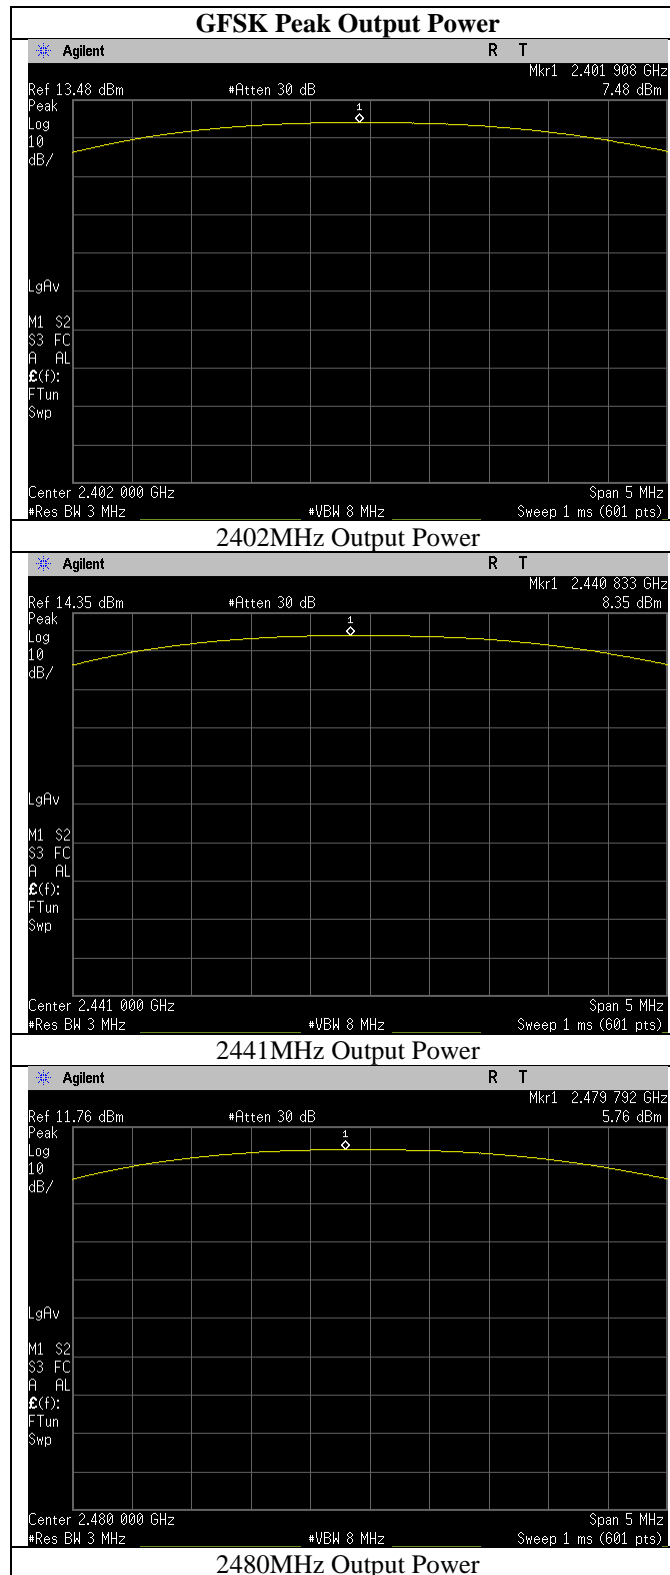 GFSK Peak Output Power
Agilent R T
Mkr1 2.401 908 GHz
Ref 13.48 dBm #Atten 30 dB 7.48 dBm
Peak
Log
10
dB/
1
LgAv
M1 S2
S3 FC
A AL
£(f):
FTun
Swp
Center 2.402 000 GHz Span 5 MHz
#Res BW 3 MHz #VBW 8 MHz Sweep 1 ms (601 pts)
2402MHz Output Power
Agilent R T
Mkr1 2.440 833 GHz
Ref 14.35 dBm #Atten 30 dB 8.35 dBm
Peak
Log
10
dB/
1
LgAv
M1 S2
S3 FC
A AL
£(f):
FTun
Swp
Center 2.441 000 GHz Span 5 MHz
#Res BW 3 MHz #VBW 8 MHz Sweep 1 ms (601 pts)
2441MHz Output Power
Agilent R T
Mkr1 2.479 792 GHz
Ref 11.76 dBm #Atten 30 dB 5.76 dBm
Peak
Log
10
dB/
1
LgAv
M1 S2
S3 FC
A AL
£(f):
FTun
Swp
Center 2.480 000 GHz Span 5 MHz
#Res BW 3 MHz #VBW 8 MHz Sweep 1 ms (601 pts)
2480MHz Output Power